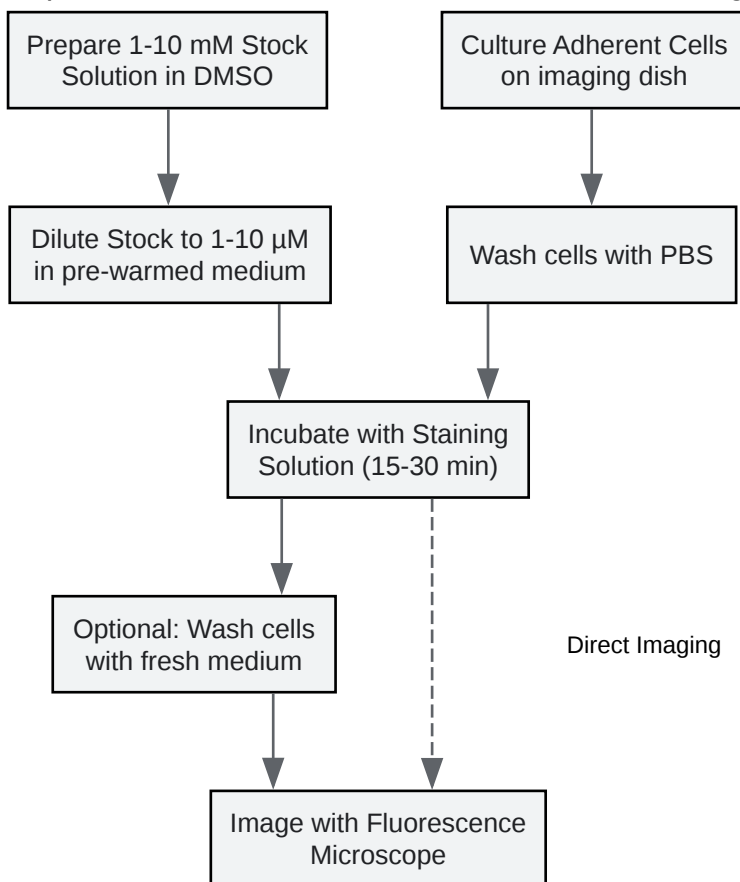 Prepare 1-10 mM Stock
Solution in DMSO
Culture Adherent Cells
on imaging dish
Dilute Stock to 1-10 µM
in pre-warmed medium
Wash cells with PBS
Incubate with Staining
Solution (15-30 min)
Optional: Wash cells
with fresh medium
Direct Imaging
Image with Fluorescence
Microscope